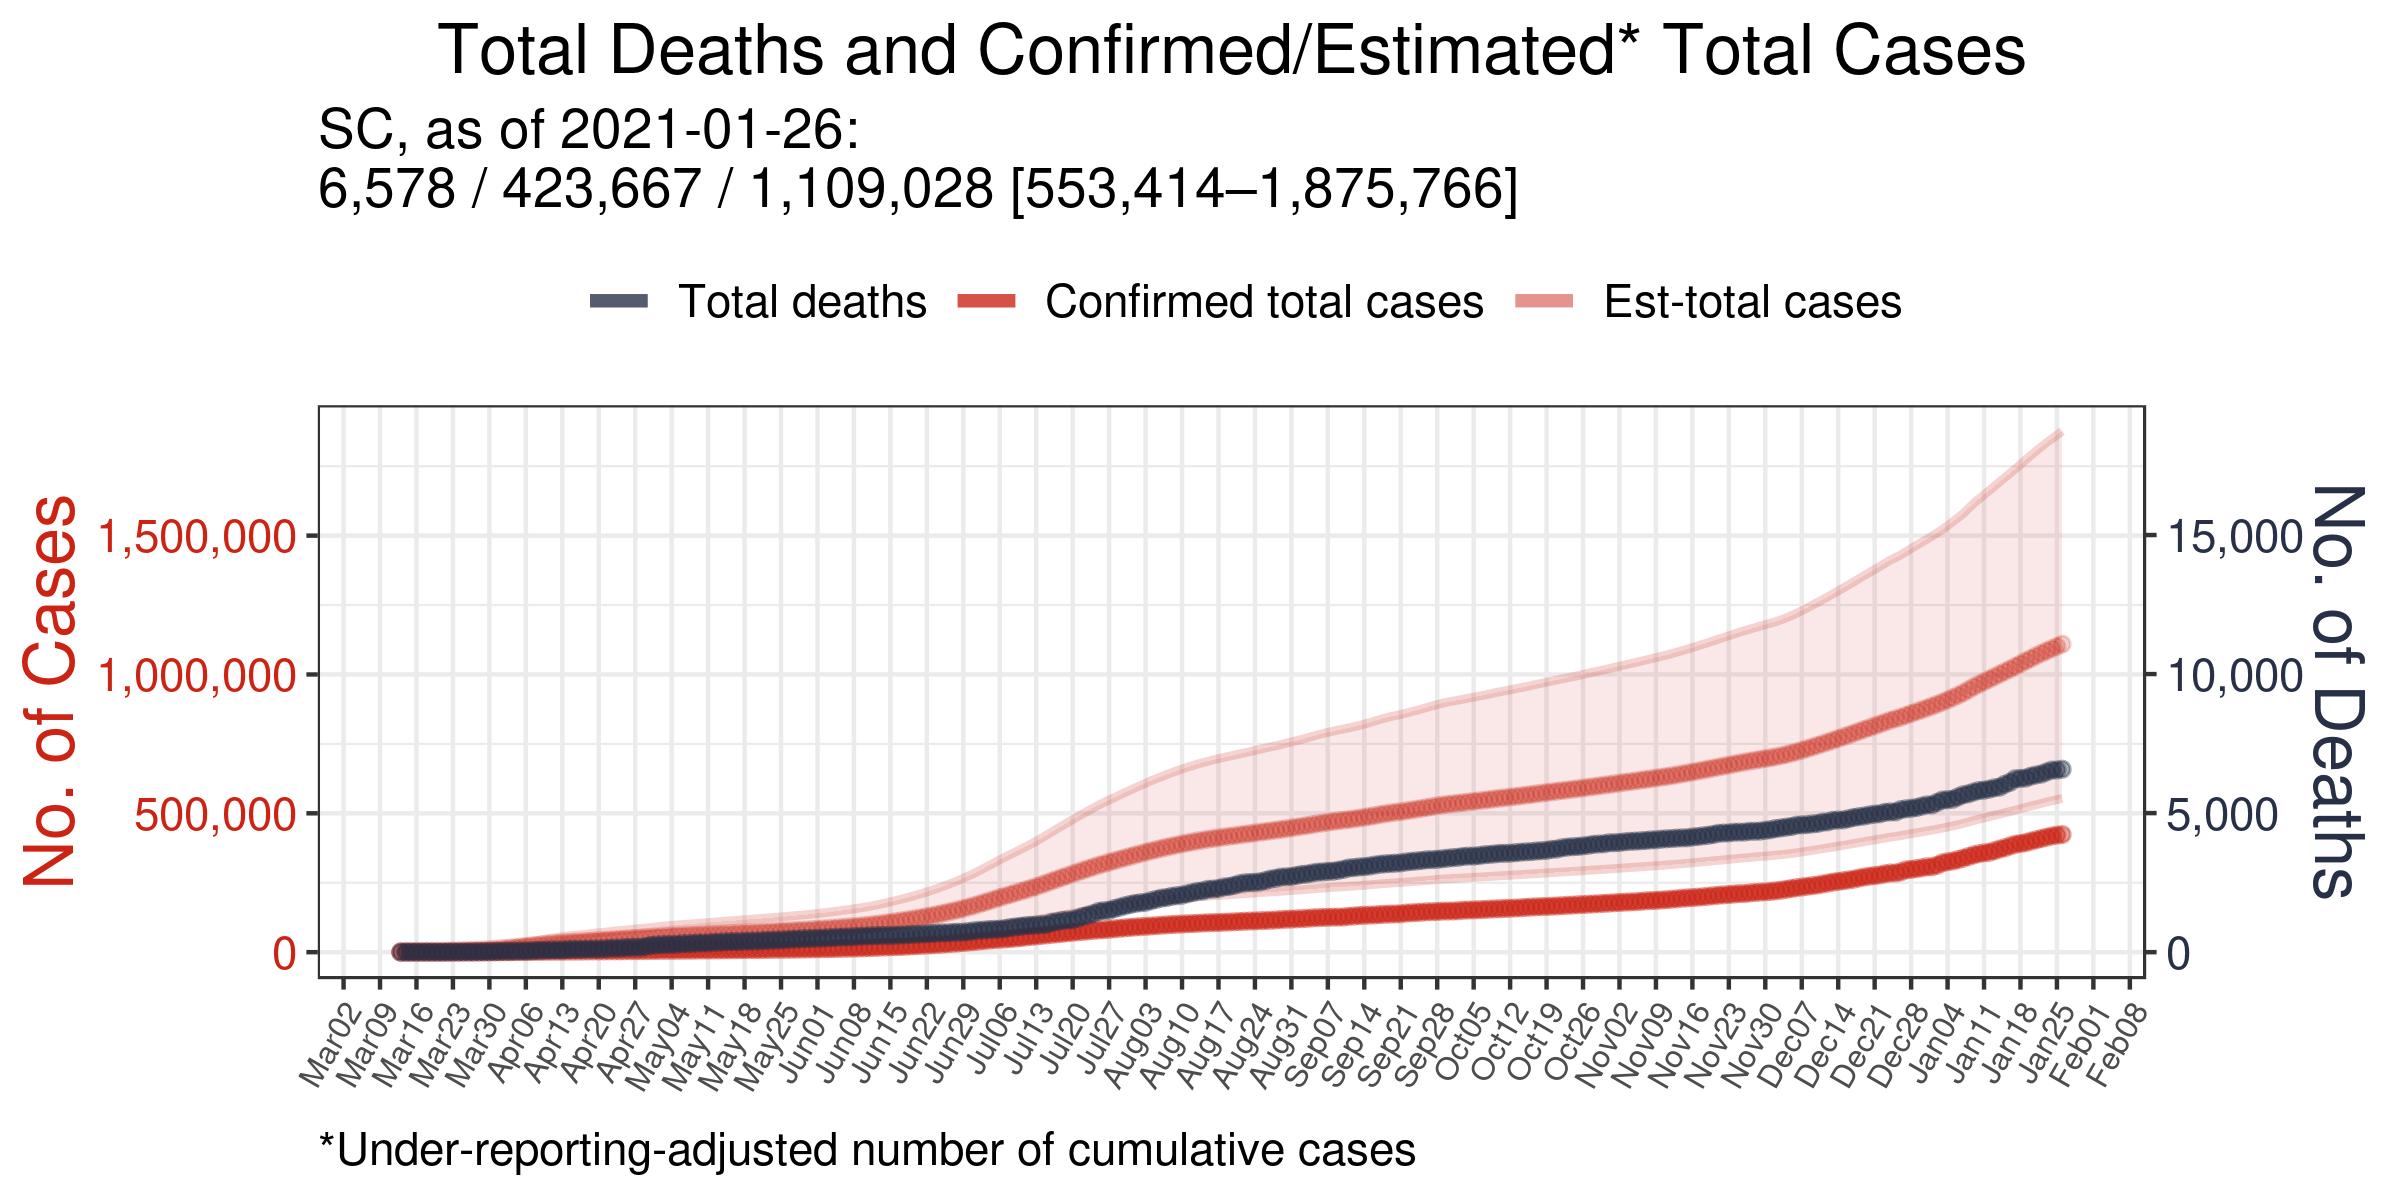 Total Deaths and Confirmed/Estimated* Total Cases
SC, as of 2021-01-26:
6,578 / 423,667 / 1,109,028 [553,414–1,875,766]
Total deaths
Confirmed total cases
Est-total cases
No. of Cases
1,500,000
1,000,000
500,000
0
15,000
10,000
5,000
0
No. of Deaths
Mar02
Mar09
Mar16
Mar23
Mar30
Apr06
Apr13
Apr20
Apr27
May04
May11
May18
May25
Jun01
Jun08
Jun15
Jun22
Jun29
Jul06
Jul13
Jul20
Jul27
Aug03
Aug10
Aug17
Aug24
Aug31
Sep07
Sep14
Sep21
Sep28
Oct05
Oct12
Oct19
Oct26
Nov02
Nov09
Nov16
Nov23
Nov30
Dec07
Dec14
Dec21
Dec28
Jan04
Jan11
Jan18
Jan25
Feb01
Feb08
*Under-reporting-adjusted number of cumulative cases